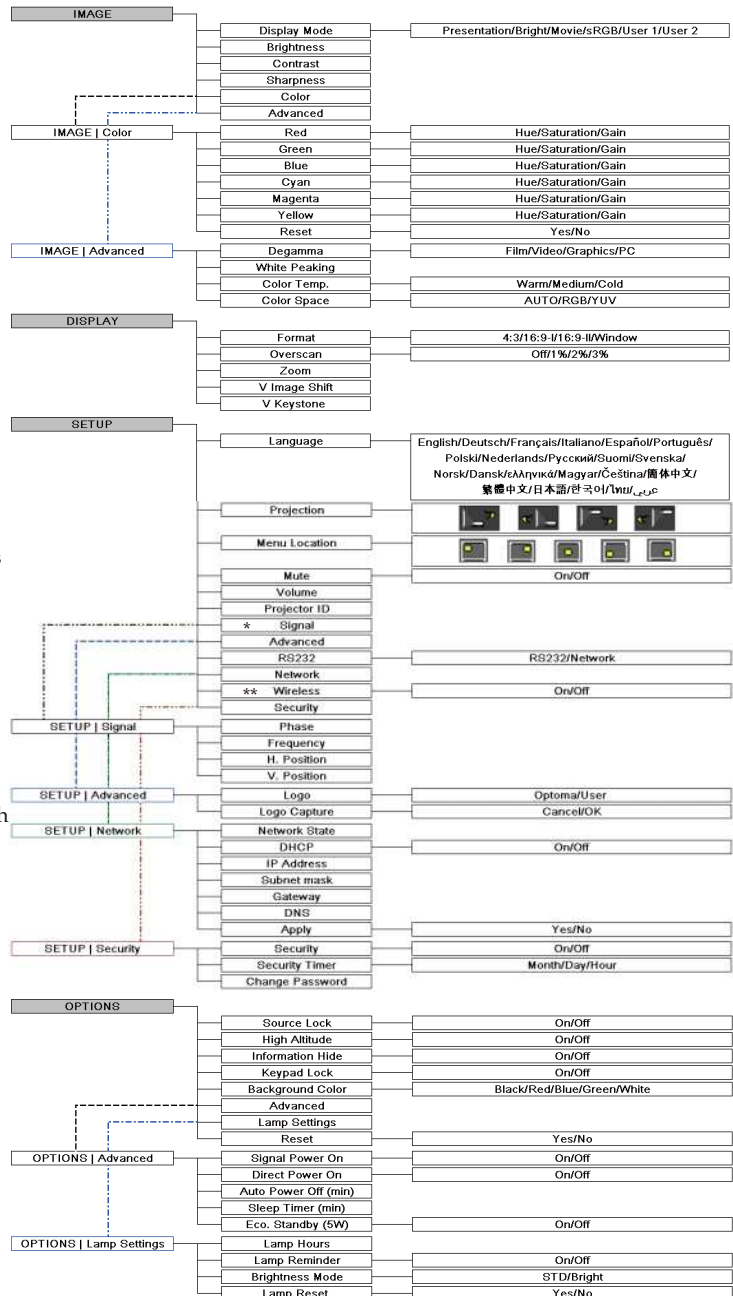 IMAGE
Display Mode Presentation/Bright/Movie/sRGB/User 1/User 2
Brightness
Contrast
Sharpness
Color
Advanced
IMAGE | Color Red Hue/Saturation/Gain
Green Hue/Saturation/Gain
Blue Hue/Saturation/Gain
Cyan Hue/Saturation/Gain
Magenta Hue/Saturation/Gain
Yellow Hue/Saturation/Gain
Reset Yes/No
IMAGE | Advanced Degamma Film/Video/Graphics/PC
White Peaking
Color Temp. Warm/Medium/Cold
Color Space AUTO/RGB/YUV
DISPLAY
Format 4:3/16:9-I/16:9-II/Window
Overscan Off/1%/2%/3%
Zoom
V Image Shift
V Keystone
SETUP
Language English/Deutsch/Français/Italiano/Español/Português/
Polski/Nederlands/Русский/Suomi/Svenska/
Norsk/Dansk/ελληνικά/Magyar/Čeština/簡体中文/
繁體中文/日本語/한국어/ไทย/عربي
Projection
Menu Location
Mute On/Off
Volume
Projector ID
* Signal
Advanced
RS232 RS232/Network
Network
** Wireless On/Off
Security
SETUP | Signal Phase
Frequency
H. Position
V. Position
SETUP | Advanced Logo Optoma/User
Logo Capture Cancel/OK
SETUP | Network Network State
DHCP On/Off
IP Address
Subnet mask
Gateway
DNS
Apply Yes/No
SETUP | Security Security On/Off
Security Timer Month/Day/Hour
Change Password
OPTIONS
Source Lock On/Off
High Altitude On/Off
Information Hide On/Off
Keypad Lock On/Off
Background Color Black/Red/Blue/Green/White
Advanced
Lamp Settings
Reset Yes/No
OPTIONS | Advanced Signal Power On On/Off
Direct Power On On/Off
Auto Power Off (min)
Sleep Timer (min)
Eco. Standby (5W) On/Off
OPTIONS | Lamp Settings Lamp Hours
Lamp Reminder On/Off
Brightness Mode STD/Bright
Lamp Reset Yes/No